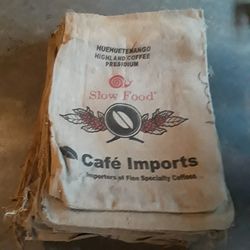 HUEHUETENANGO
HIGHLAND COFFEE
PRESIDIUM
Slow Food®
Café Imports
Importers of Fine Specialty Coffees